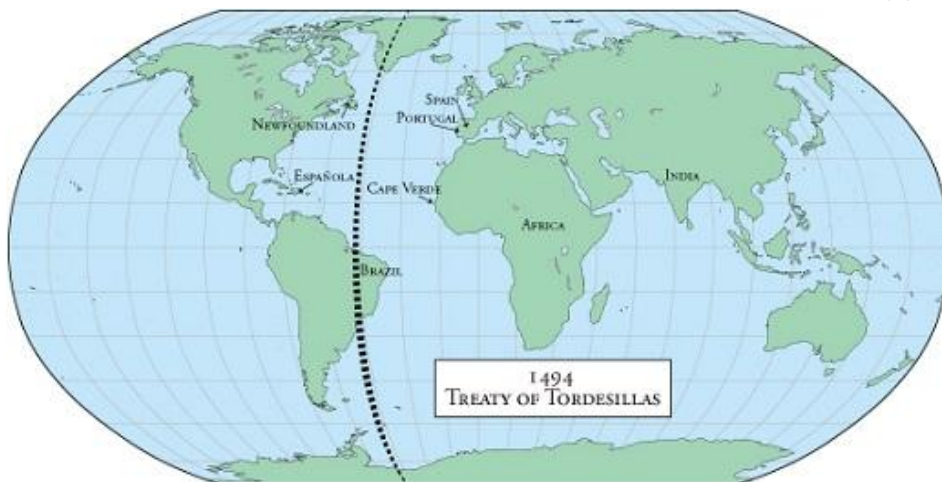 Spain
Portugal
Newfoundland
Española
Cape Verde
India
Africa
Brazil
1494
Treaty of Tordesillas